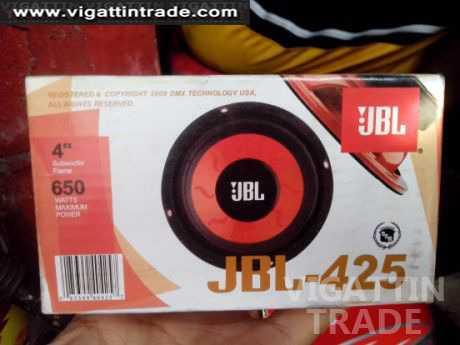 www.vigattintrade.com
REGISTERED & COPYRIGHT 2009 DMX TECHNOLOGY USA,
ALL RIGHTS RESERVED.
JBL
4"
Subwoofer
Frame
650
WATTS
MAXIMUM
POWER
JBL
JBL-425
VIGATTIN
TRADE